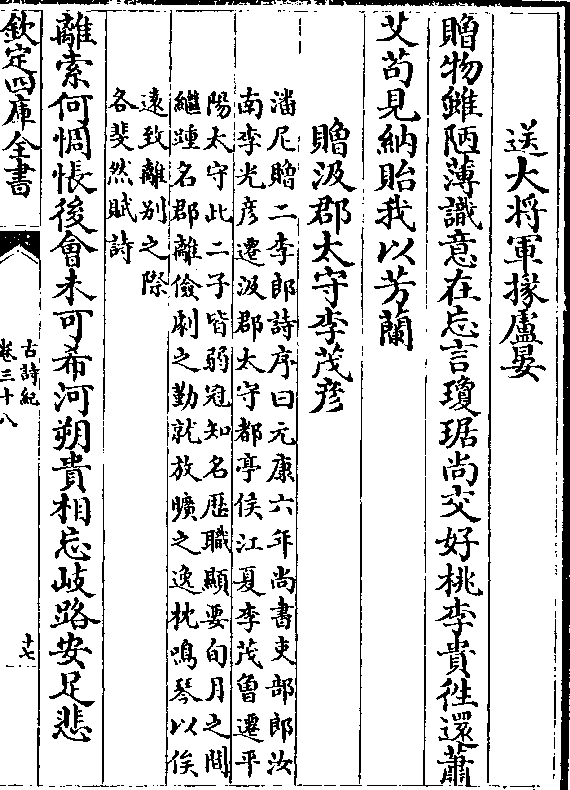 送大將軍掾盧晏
贈物雖陋薄識意在忘言瓊琚尚交好桃李貴徃還蕭
艾苟見納貽我以芳蘭
贈汲郡太守李茂彥
潘尼贈二李郎詩序曰元康六年尚書吏部郎汝
南李光彦遷汲郡太守都亭侯江夏李茂魯遷平
陽太守此二子皆弱冠知名歴職顯要旬月之間
繼踵名郡離儉劇之勤就放曠之逸枕鳴琴以俟
遠致離别之際
各斐然賦詩
離索何惆悵後會未可希河朔貴相忘岐路安足悲
欽定四庫全書
古詩紀
卷三十八
十七